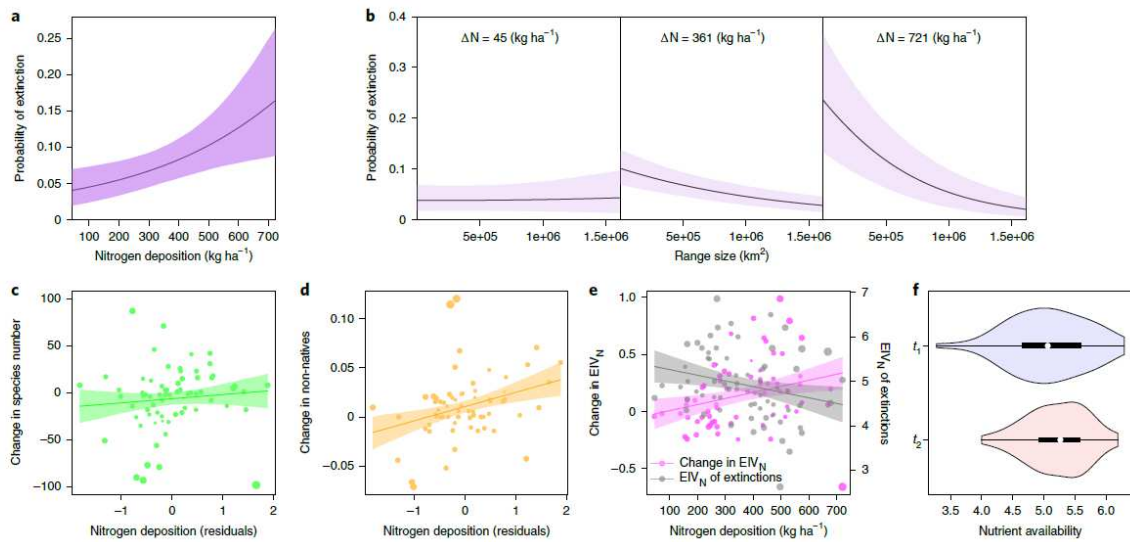 a
0.25
0.20
0.15
0.10
0.05
0
Probability of extinction
100 200 300 400 500 600 700
Nitrogen deposition (kg ha−1)
b
0.4
0.3
0.2
0.1
0
Probability of extinction
ΔN = 45 (kg ha−1)
ΔN = 361 (kg ha−1)
ΔN = 721 (kg ha−1)
5e+05 1e+06 1.5e+06
5e+05 1e+06 1.5e+06
5e+05 1e+06 1.5e+06
Range size (km2)
c
100
50
0
−50
−100
Change in species number
−1 0 1 2
Nitrogen deposition (residuals)
d
0.10
0.05
0
−0.05
Change in non-natives
−1 0 1 2
Nitrogen deposition (residuals)
e
1.0
0.5
0
−0.5
Change in EIVN
7
6
5
4
3
EIVN of extinctions
Change in EIVN
EIVN of extinctions
100 200 300 400 500 600 700
Nitrogen deposition (kg ha−1)
f
t1
t2
3.5 4.0 4.5 5.0 5.5 6.0
Nutrient availability